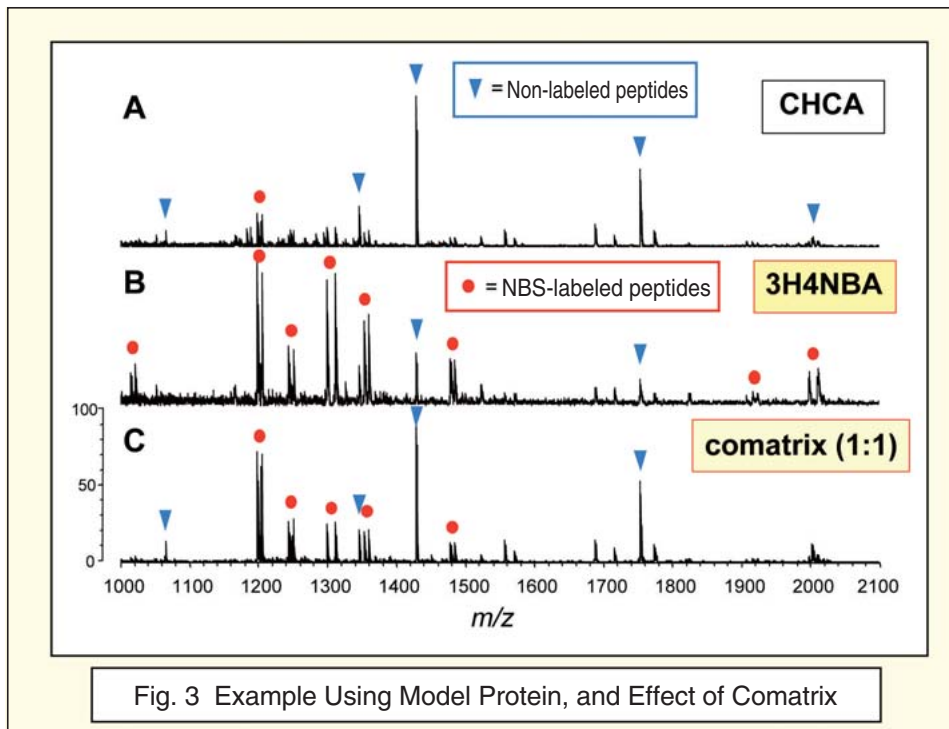 A
▼ = Non-labeled peptides
CHCA
B
● = NBS-labeled peptides
3H4NBA
C
comatrix (1:1)
100
50
0
1000 1100 1200 1300 1400 1500 1600 1700 1800 1900 2000 2100
m/z
Fig. 3 Example Using Model Protein, and Effect of Comatrix